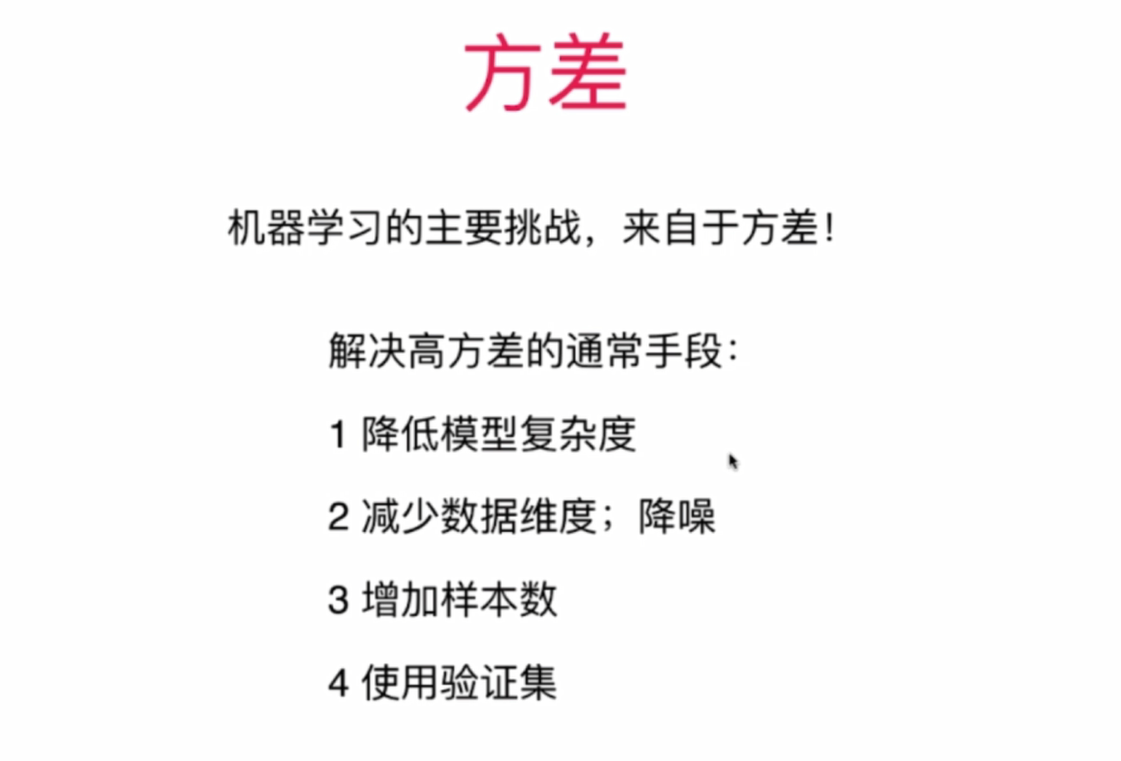 方差
机器学习的主要挑战，来自于方差！
解决高方差的通常手段：
1 降低模型复杂度
2 减少数据维度；降噪
3 增加样本数
4 使用验证集